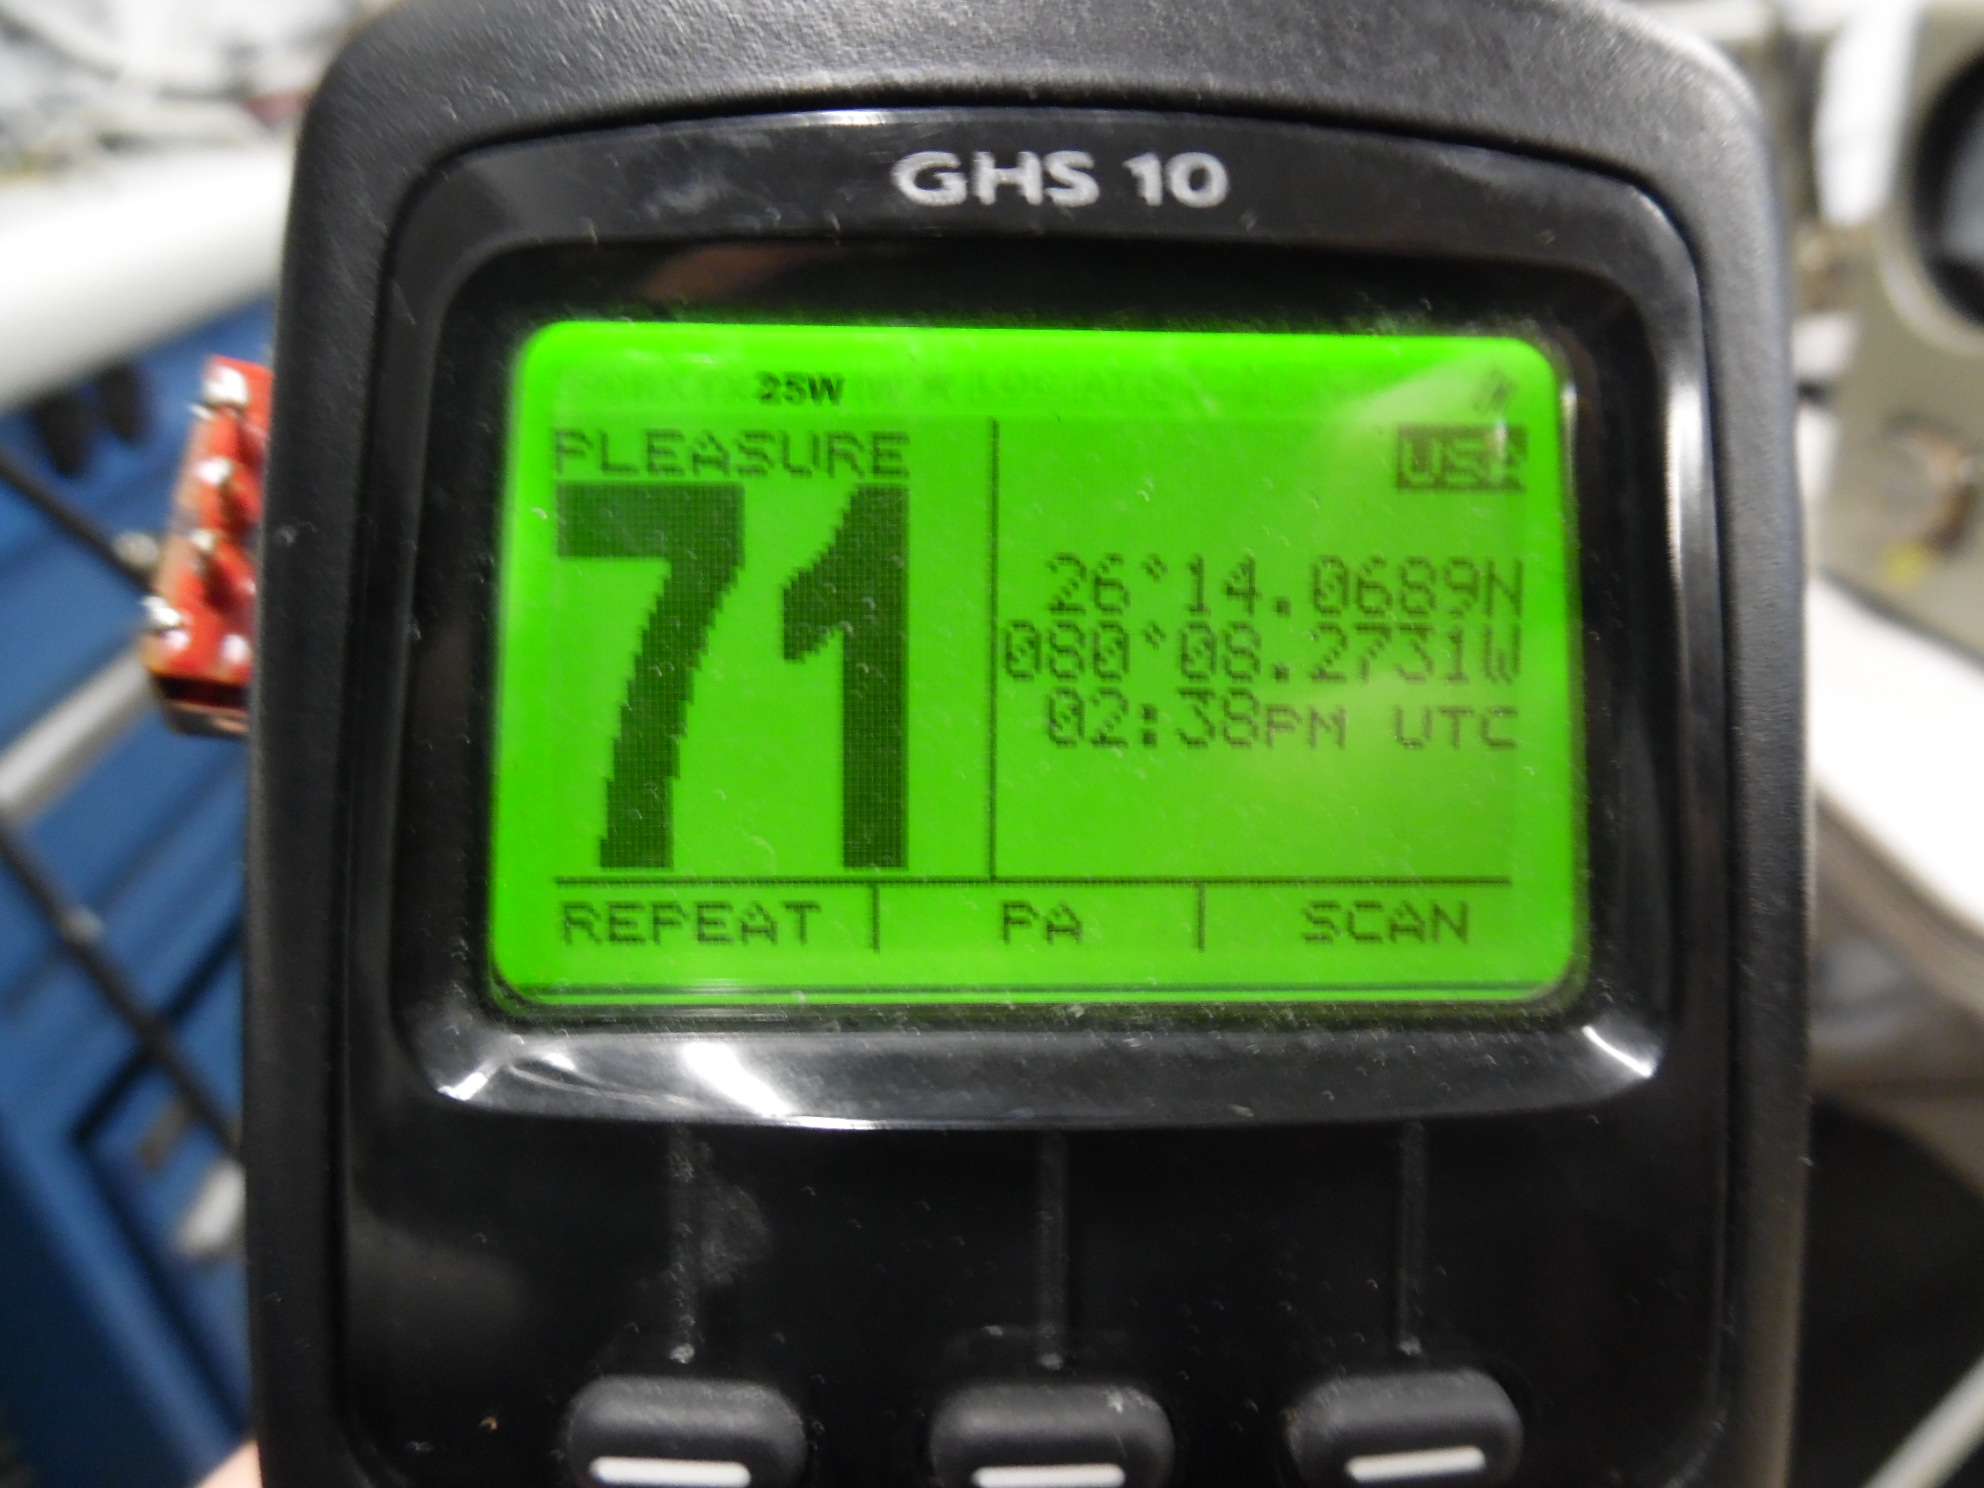 GHS 10
25W
PLEASURE
USA
71
26°14.0689N
080°08.2731W
02:38PM UTC
REPEAT
PA
SCAN